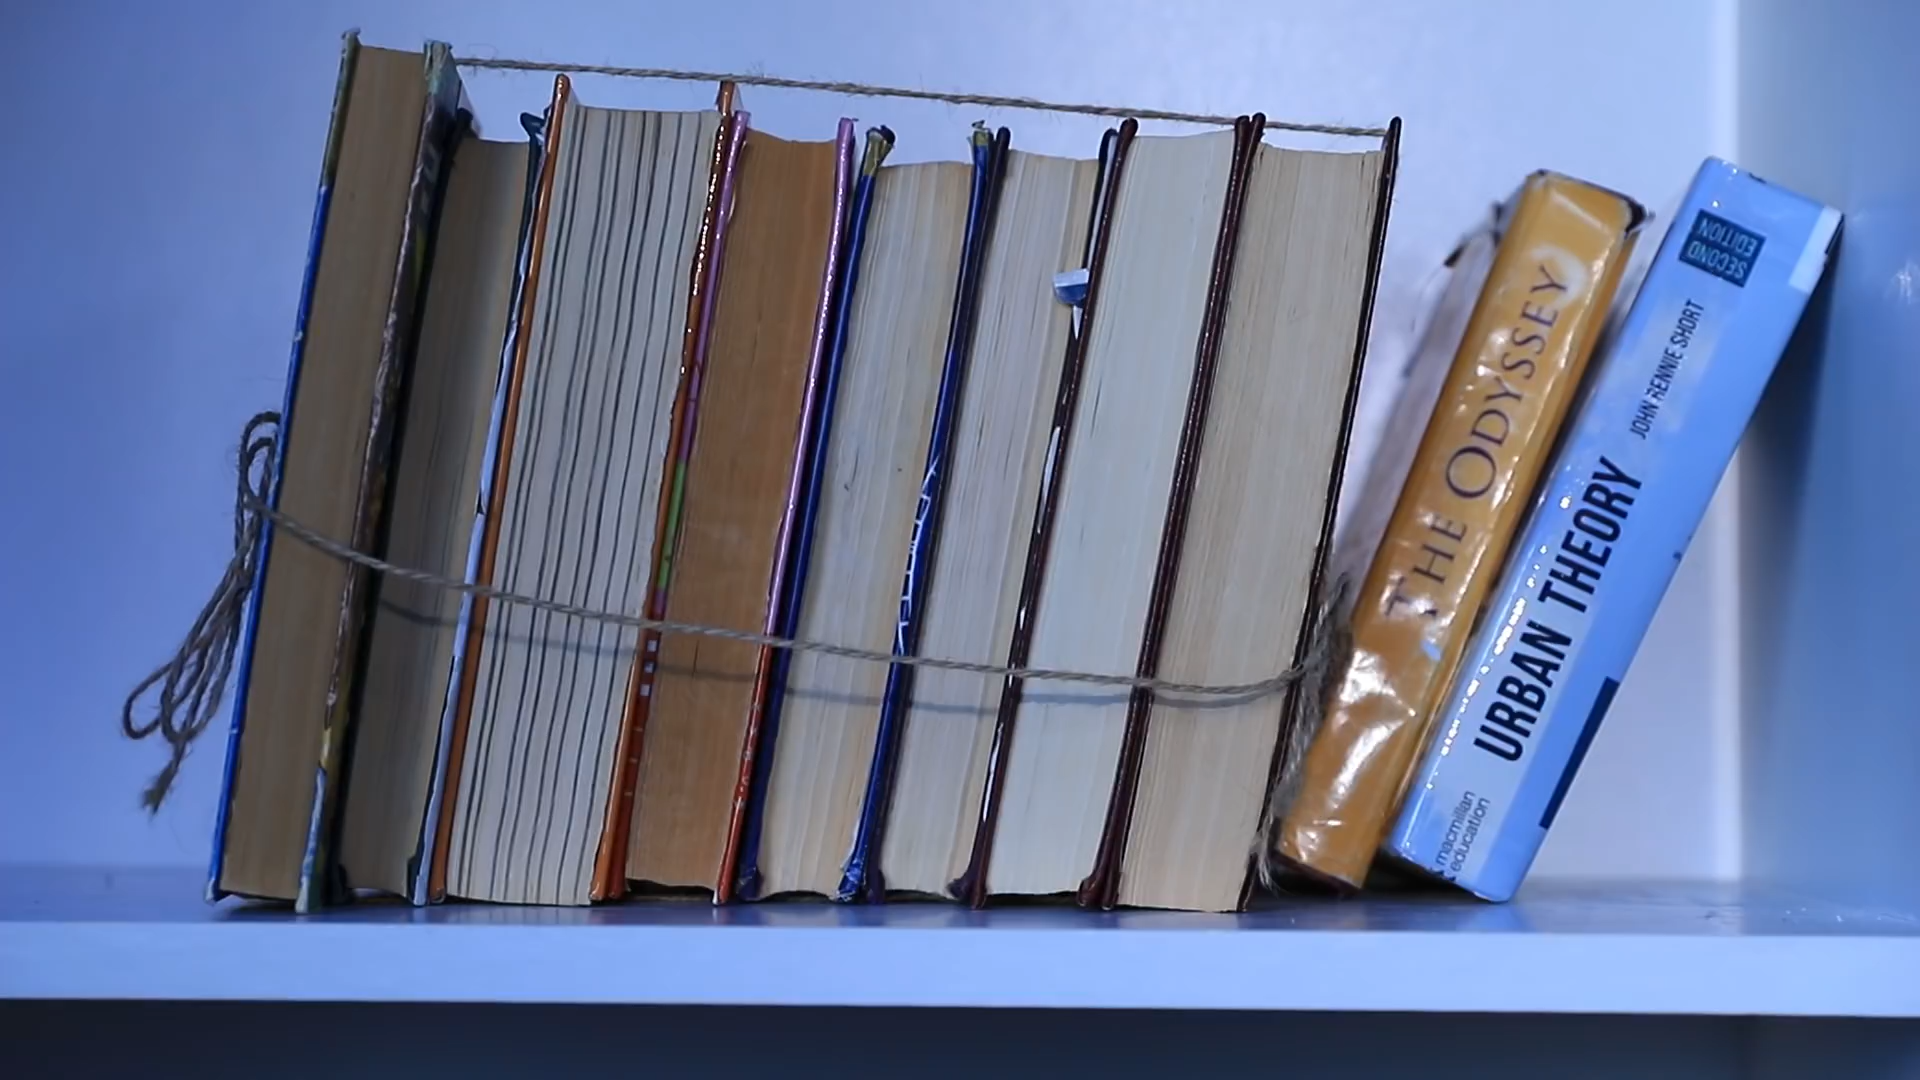 THE ODYSSEY
URBAN THEORY
JOHN RENNIE SHORT
SECOND
EDITION
macmillan
education